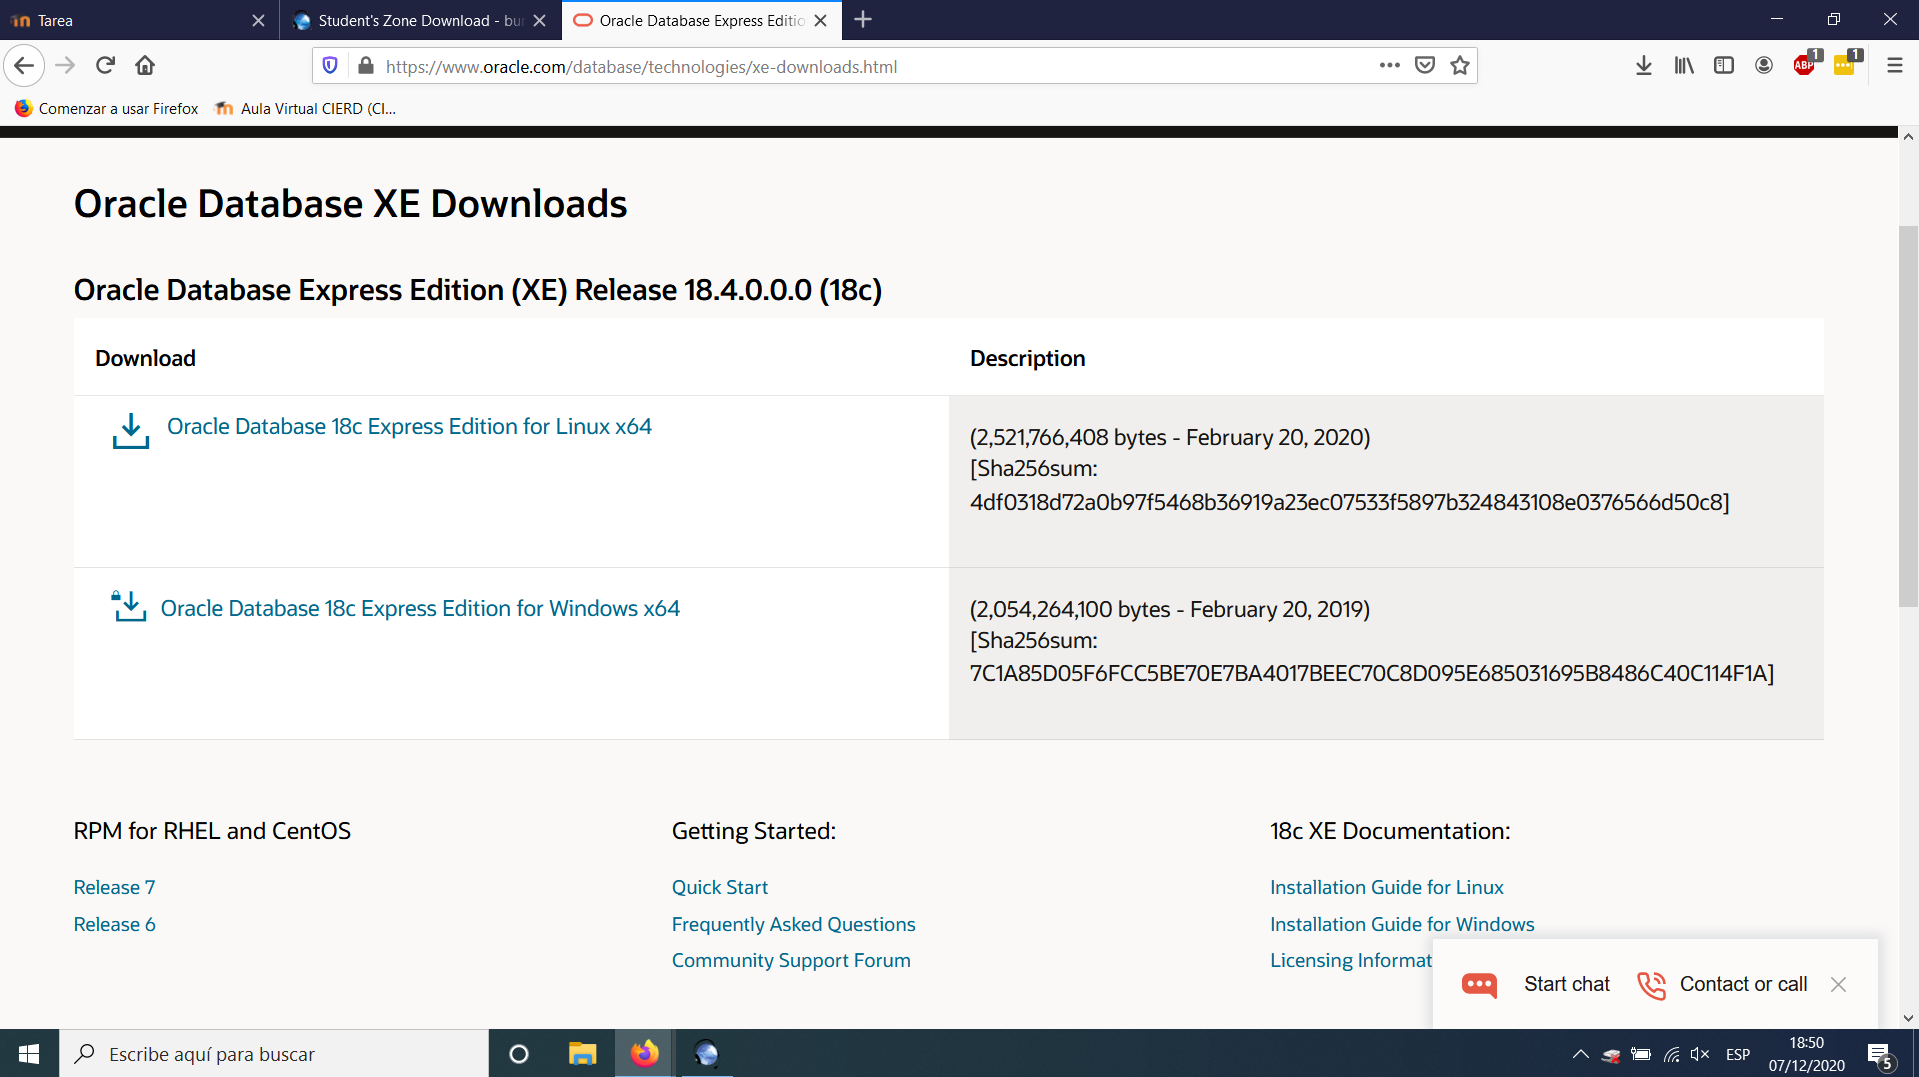 Tarea
Student's Zone Download - bur
Oracle Database Express Editio
https://www.oracle.com/database/technologies/xe-downloads.html
ABP
1
1
Comenzar a usar Firefox
Aula Virtual CIERD (CI...
Oracle Database XE Downloads
Oracle Database Express Edition (XE) Release 18.4.0.0.0 (18c)
Download
Description
Oracle Database 18c Express Edition for Linux x64
(2,521,766,408 bytes - February 20, 2020)
[Sha256sum:
4df0318d72a0b97f5468b36919a23ec07533f5897b324843108e0376566d50c8]
Oracle Database 18c Express Edition for Windows x64
(2,054,264,100 bytes - February 20, 2019)
[Sha256sum:
7C1A85D05F6FCC5BE70E7BA4017BEEC70C8D095E685031695B8486C40C114F1A]
RPM for RHEL and CentOS
Getting Started:
18c XE Documentation:
Release 7
Quick Start
Installation Guide for Linux
Release 6
Frequently Asked Questions
Installation Guide for Windows
Community Support Forum
Licensing Informat
Start chat
Contact or call
Escribe aquí para buscar
ESP
18:50
07/12/2020
5